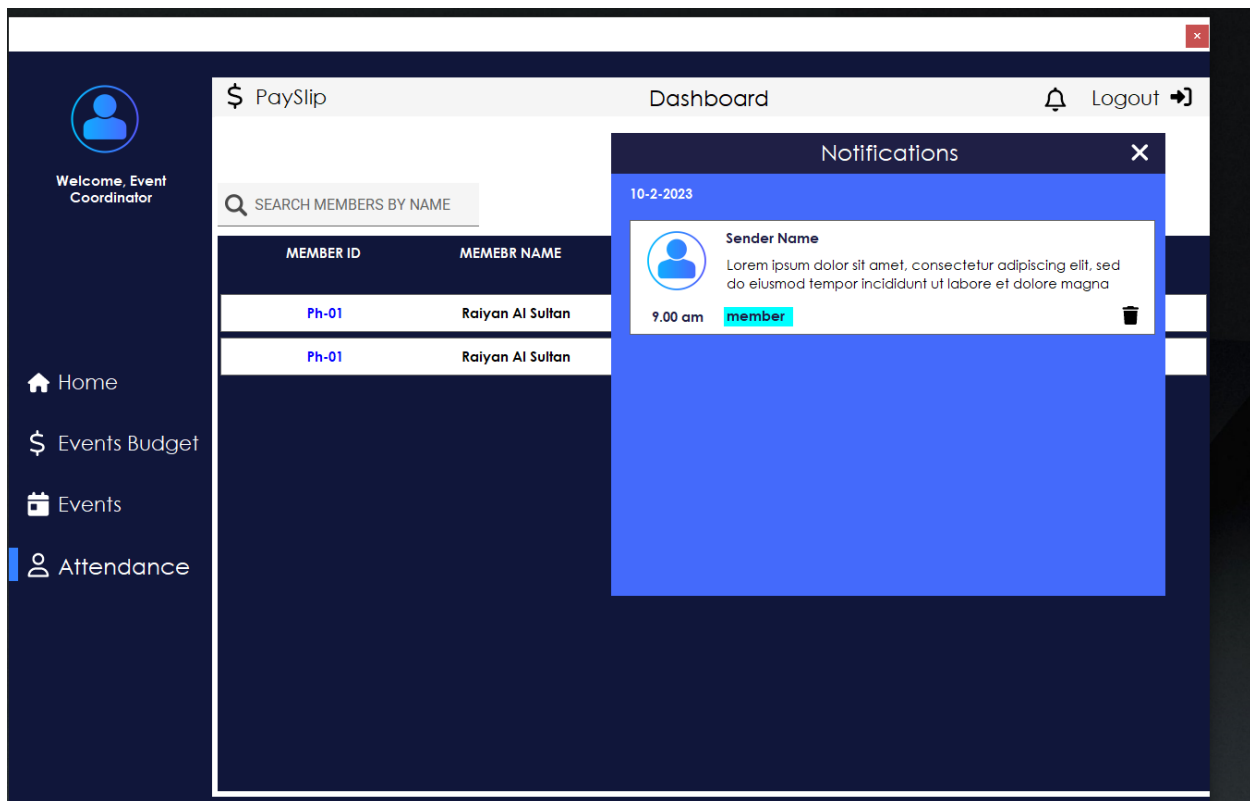 $ PaySlip
Dashboard
Logout
Welcome, Event
Coordinator
SEARCH MEMBERS BY NAME
MEMBER ID
MEMEBR NAME
Ph-01
Raiyan Al Sultan
Ph-01
Raiyan Al Sultan
Home
$ Events Budget
Events
Attendance
Notifications
10-2-2023
Sender Name
Lorem ipsum dolor sit amet, consectetur adipiscing elit, sed
do eiusmod tempor incididunt ut labore et dolore magna
9.00 am
member